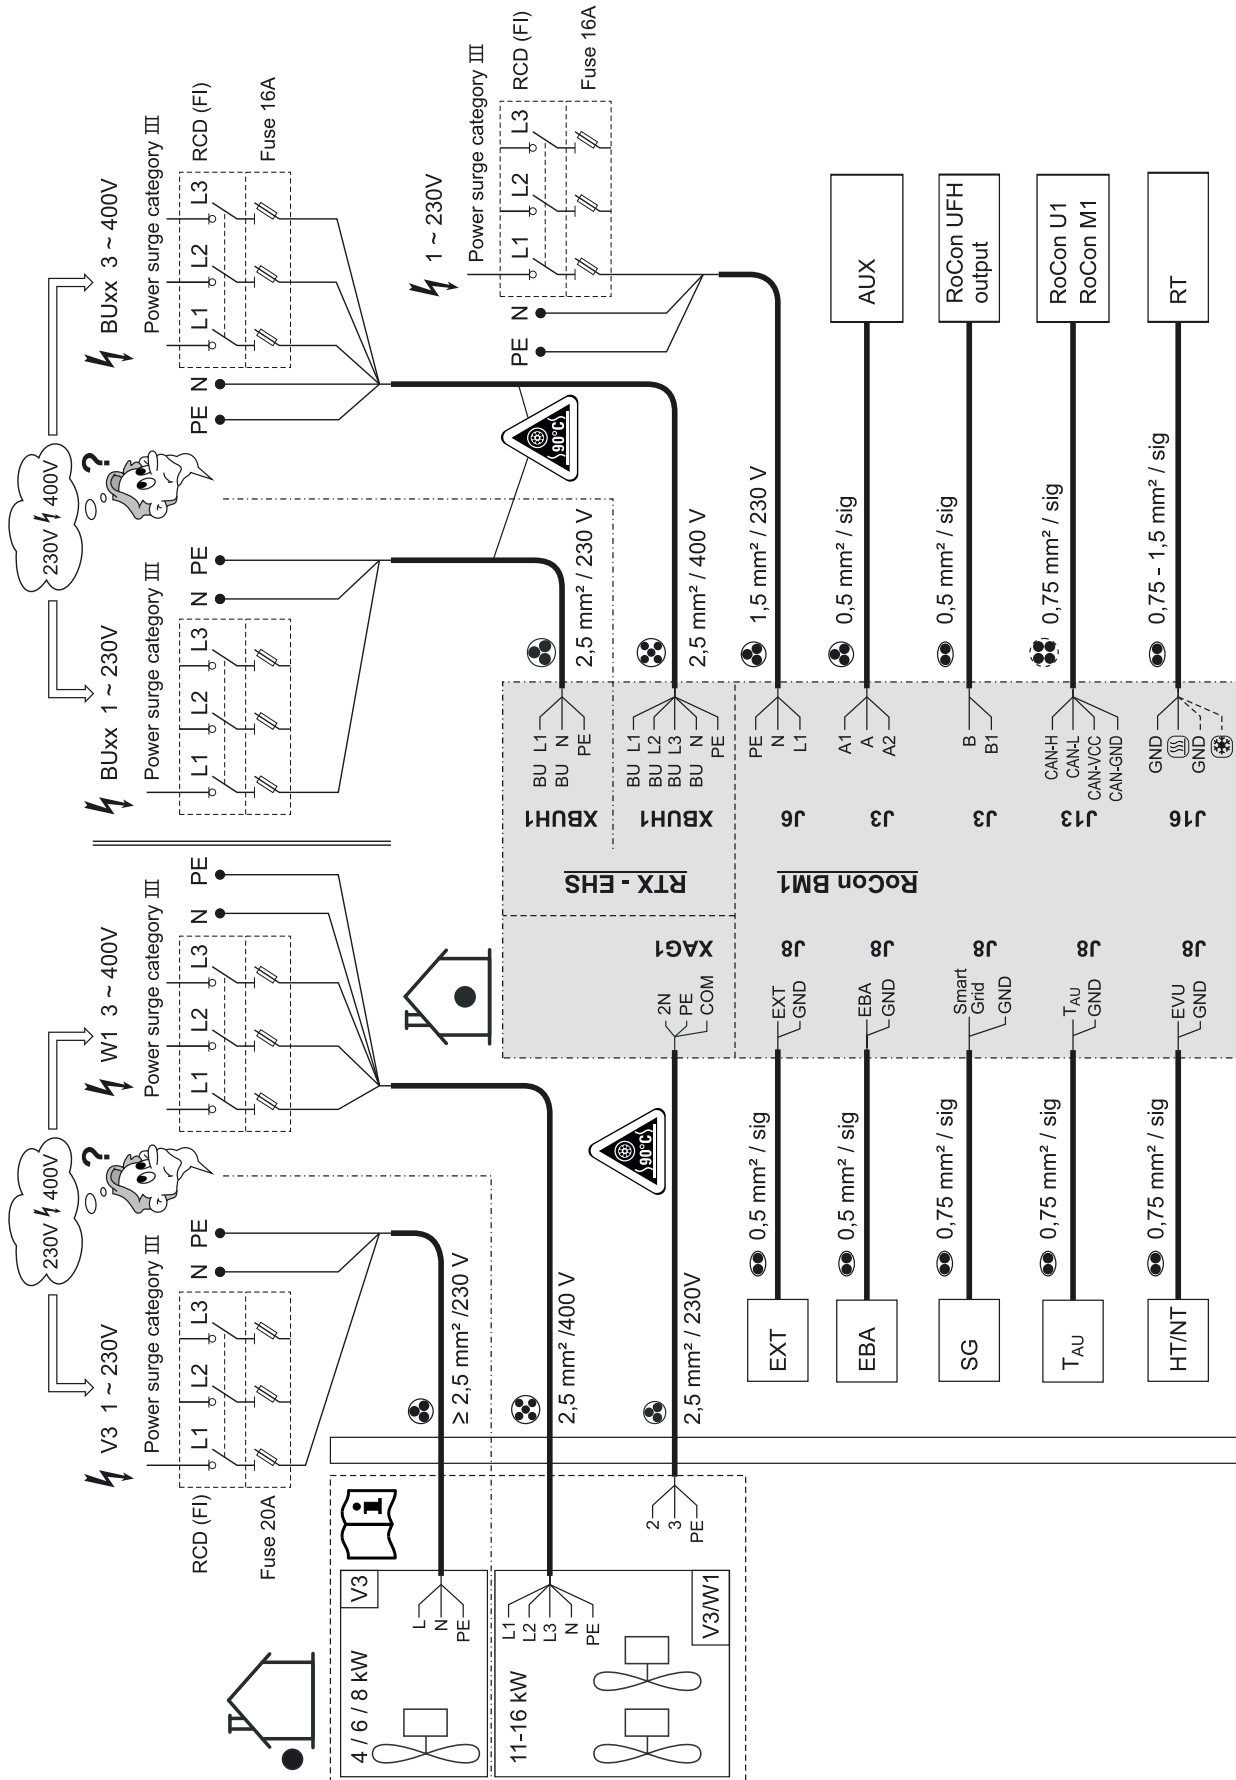 230V 400V
?
V3 1 ~ 230V
Power surge category III
RCD (FI)
L1 L2 L3 N PE
Fuse 20A
W1 3 ~ 400V
Power surge category III
L1 L2 L3 N PE
230V 400V
?
BUxx 1 ~ 230V
Power surge category III
L1 L2 L3 N PE
BUxx 3 ~ 400V
Power surge category III
PE N L1 L2 L3
RCD (FI)
Fuse 16A
1 ~ 230V
Power surge category III
PE N L1 L2 L3
RCD (FI)
Fuse 16A
90°C
90°C
i
V3
4 / 6 / 8 kW
L
N
PE
≥ 2,5 mm² /230 V
11-16 kW
V3/W1
L1
L2
L3
N
PE
2,5 mm² /400 V
2
3
PE
2,5 mm² / 230V
2N
PE
COM
XAG1
RTX - EHS
XBUH1
BU L1
BU N
PE
2,5 mm² / 230 V
XBUH1
BU L1
BU L2
BU L3
BU N
PE
2,5 mm² / 400 V
RoCon BM1
EXT
0,5 mm² / sig
EXT
GND
J8
J6
PE
N
L1
1,5 mm² / 230 V
EBA
0,5 mm² / sig
EBA
GND
J8
J3
A1
A
A2
0,5 mm² / sig
AUX
SG
0,75 mm² / sig
Smart
Grid
GND
J8
J3
B
B1
0,5 mm² / sig
RoCon UFH
output
TAU
0,75 mm² / sig
TAU
GND
J8
J13
CAN-H
CAN-L
CAN-VCC
CAN-GND
0,75 mm² / sig
RoCon U1
RoCon M1
HT/NT
0,75 mm² / sig
EVU
GND
J8
J16
GND
GND
0,75 - 1,5 mm² / sig
RT